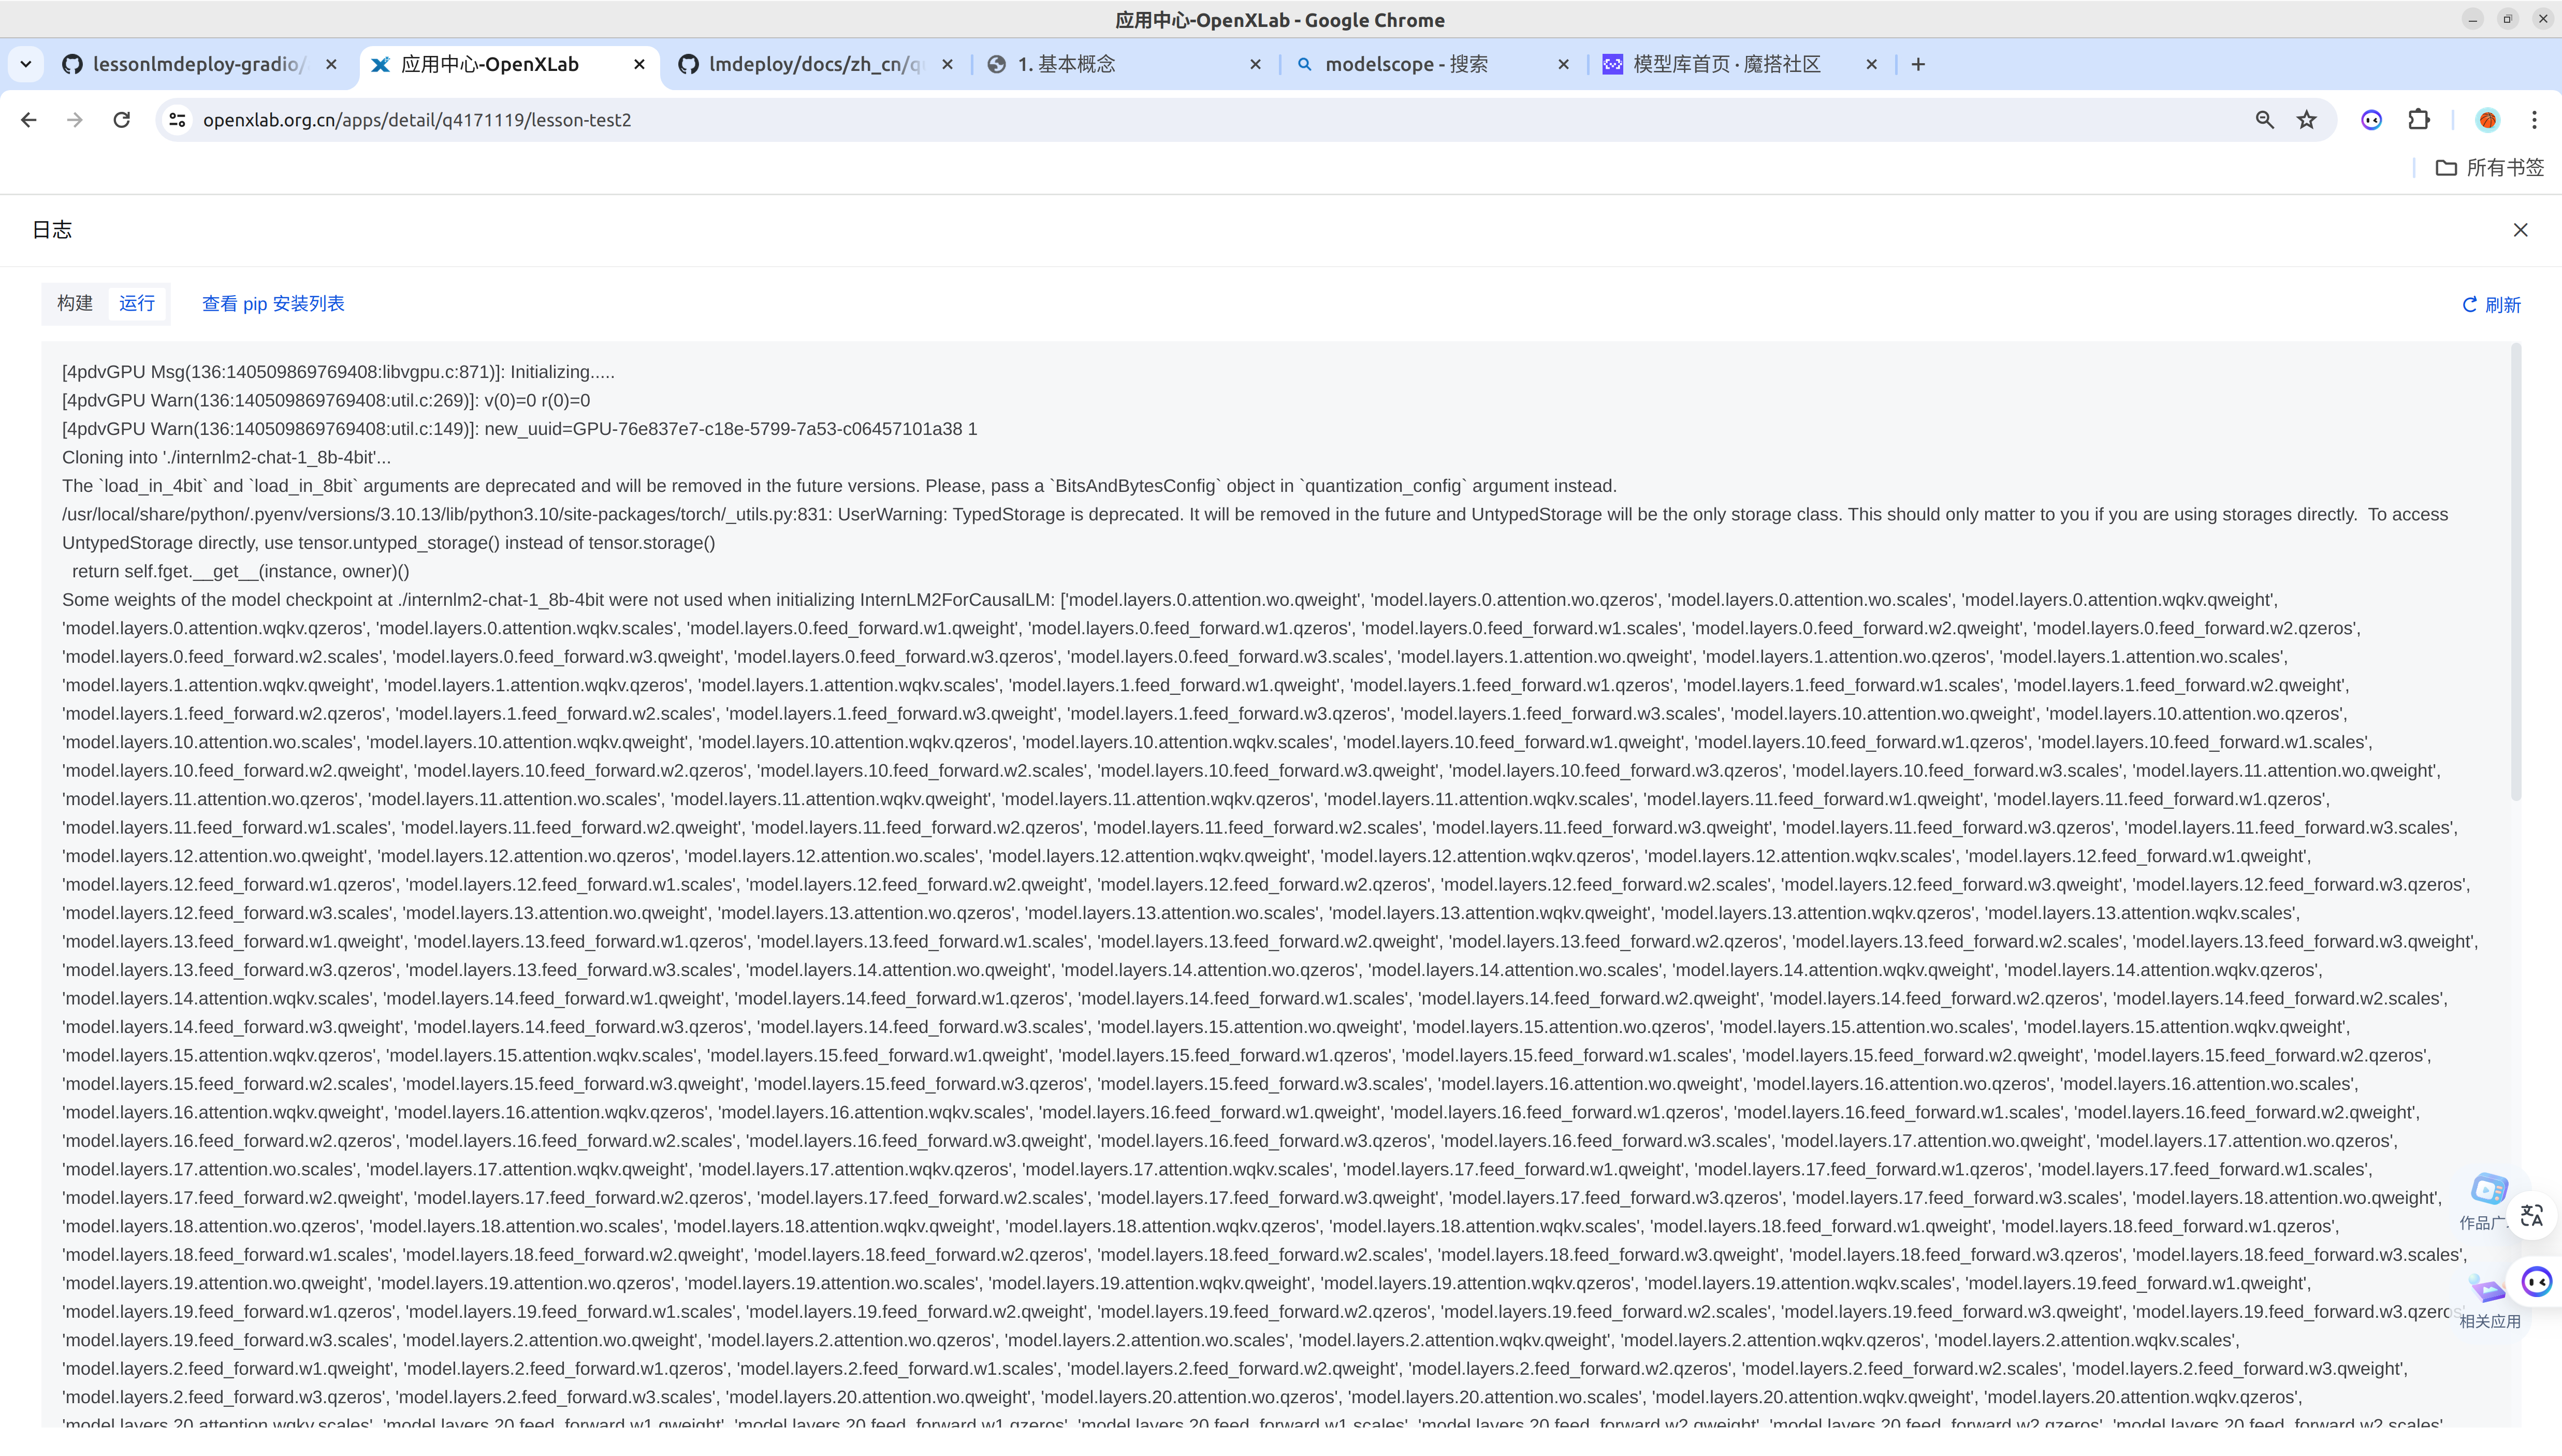 应用中心-OpenXLab - Google Chrome
lessonlmdeploy-gradio/
应用中心-OpenXLab
lmdeploy/docs/zh_cn/q
1. 基本概念
modelscope - 搜索
模型库首页 · 魔搭社区
openxlab.org.cn/apps/detail/q4171119/lesson-test2
所有书签
日志
构建 运行 查看 pip 安装列表
刷新
[4pdvGPU Msg(136:140509869769408:libvgpu.c:871)]: Initializing.....
[4pdvGPU Warn(136:140509869769408:util.c:269)]: v(0)=0 r(0)=0
[4pdvGPU Warn(136:140509869769408:util.c:149)]: new_uuid=GPU-76e837e7-c18e-5799-7a53-c06457101a38 1
Cloning into './internlm2-chat-1_8b-4bit'...
The `load_in_4bit` and `load_in_8bit` arguments are deprecated and will be removed in the future versions. Please, pass a `BitsAndBytesConfig` object in `quantization_config` argument instead.
/usr/local/share/python/.pyenv/versions/3.10.13/lib/python3.10/site-packages/torch/_utils.py:831: UserWarning: TypedStorage is deprecated. It will be removed in the future and UntypedStorage will be the only storage class. This should only matter to you if you are using storages directly.  To access
UntypedStorage directly, use tensor.untyped_storage() instead of tensor.storage()
return self.fget.__get__(instance, owner)()
Some weights of the model checkpoint at ./internlm2-chat-1_8b-4bit were not used when initializing InternLM2ForCausalLM: ['model.layers.0.attention.wo.qweight', 'model.layers.0.attention.wo.qzeros', 'model.layers.0.attention.wo.scales', 'model.layers.0.attention.wqkv.qweight',
'model.layers.0.attention.wqkv.qzeros', 'model.layers.0.attention.wqkv.scales', 'model.layers.0.feed_forward.w1.qweight', 'model.layers.0.feed_forward.w1.qzeros', 'model.layers.0.feed_forward.w1.scales', 'model.layers.0.feed_forward.w2.qweight', 'model.layers.0.feed_forward.w2.qzeros',
'model.layers.0.feed_forward.w2.scales', 'model.layers.0.feed_forward.w3.qweight', 'model.layers.0.feed_forward.w3.qzeros', 'model.layers.0.feed_forward.w3.scales', 'model.layers.1.attention.wo.qweight', 'model.layers.1.attention.wo.qzeros', 'model.layers.1.attention.wo.scales',
'model.layers.1.attention.wqkv.qweight', 'model.layers.1.attention.wqkv.qzeros', 'model.layers.1.attention.wqkv.scales', 'model.layers.1.feed_forward.w1.qweight', 'model.layers.1.feed_forward.w1.qzeros', 'model.layers.1.feed_forward.w1.scales', 'model.layers.1.feed_forward.w2.qweight',
'model.layers.1.feed_forward.w2.qzeros', 'model.layers.1.feed_forward.w2.scales', 'model.layers.1.feed_forward.w3.qweight', 'model.layers.1.feed_forward.w3.qzeros', 'model.layers.1.feed_forward.w3.scales', 'model.layers.10.attention.wo.qweight', 'model.layers.10.attention.wo.qzeros',
'model.layers.10.attention.wo.scales', 'model.layers.10.attention.wqkv.qweight', 'model.layers.10.attention.wqkv.qzeros', 'model.layers.10.attention.wqkv.scales', 'model.layers.10.feed_forward.w1.qweight', 'model.layers.10.feed_forward.w1.qzeros', 'model.layers.10.feed_forward.w1.scales',
'model.layers.10.feed_forward.w2.qweight', 'model.layers.10.feed_forward.w2.qzeros', 'model.layers.10.feed_forward.w2.scales', 'model.layers.10.feed_forward.w3.qweight', 'model.layers.10.feed_forward.w3.qzeros', 'model.layers.10.feed_forward.w3.scales', 'model.layers.11.attention.wo.qweight',
'model.layers.11.attention.wo.qzeros', 'model.layers.11.attention.wo.scales', 'model.layers.11.attention.wqkv.qweight', 'model.layers.11.attention.wqkv.qzeros', 'model.layers.11.attention.wqkv.scales', 'model.layers.11.feed_forward.w1.qweight', 'model.layers.11.feed_forward.w1.qzeros',
'model.layers.11.feed_forward.w1.scales', 'model.layers.11.feed_forward.w2.qweight', 'model.layers.11.feed_forward.w2.qzeros', 'model.layers.11.feed_forward.w2.scales', 'model.layers.11.feed_forward.w3.qweight', 'model.layers.11.feed_forward.w3.qzeros', 'model.layers.11.feed_forward.w3.scales',
'model.layers.12.attention.wo.qweight', 'model.layers.12.attention.wo.qzeros', 'model.layers.12.attention.wo.scales', 'model.layers.12.attention.wqkv.qweight', 'model.layers.12.attention.wqkv.qzeros', 'model.layers.12.attention.wqkv.scales', 'model.layers.12.feed_forward.w1.qweight',
'model.layers.12.feed_forward.w1.qzeros', 'model.layers.12.feed_forward.w1.scales', 'model.layers.12.feed_forward.w2.qweight', 'model.layers.12.feed_forward.w2.qzeros', 'model.layers.12.feed_forward.w2.scales', 'model.layers.12.feed_forward.w3.qweight', 'model.layers.12.feed_forward.w3.qzeros',
'model.layers.12.feed_forward.w3.scales', 'model.layers.13.attention.wo.qweight', 'model.layers.13.attention.wo.qzeros', 'model.layers.13.attention.wo.scales', 'model.layers.13.attention.wqkv.qweight', 'model.layers.13.attention.wqkv.qzeros', 'model.layers.13.attention.wqkv.scales',
'model.layers.13.feed_forward.w1.qweight', 'model.layers.13.feed_forward.w1.qzeros', 'model.layers.13.feed_forward.w1.scales', 'model.layers.13.feed_forward.w2.qweight', 'model.layers.13.feed_forward.w2.qzeros', 'model.layers.13.feed_forward.w2.scales', 'model.layers.13.feed_forward.w3.qweight',
'model.layers.13.feed_forward.w3.qzeros', 'model.layers.13.feed_forward.w3.scales', 'model.layers.14.attention.wo.qweight', 'model.layers.14.attention.wo.qzeros', 'model.layers.14.attention.wo.scales', 'model.layers.14.attention.wqkv.qweight', 'model.layers.14.attention.wqkv.qzeros',
'model.layers.14.attention.wqkv.scales', 'model.layers.14.feed_forward.w1.qweight', 'model.layers.14.feed_forward.w1.qzeros', 'model.layers.14.feed_forward.w1.scales', 'model.layers.14.feed_forward.w2.qweight', 'model.layers.14.feed_forward.w2.qzeros', 'model.layers.14.feed_forward.w2.scales',
'model.layers.14.feed_forward.w3.qweight', 'model.layers.14.feed_forward.w3.qzeros', 'model.layers.14.feed_forward.w3.scales', 'model.layers.15.attention.wo.qweight', 'model.layers.15.attention.wo.qzeros', 'model.layers.15.attention.wo.scales', 'model.layers.15.attention.wqkv.qweight',
'model.layers.15.attention.wqkv.qzeros', 'model.layers.15.attention.wqkv.scales', 'model.layers.15.feed_forward.w1.qweight', 'model.layers.15.feed_forward.w1.qzeros', 'model.layers.15.feed_forward.w1.scales', 'model.layers.15.feed_forward.w2.qweight', 'model.layers.15.feed_forward.w2.qzeros',
'model.layers.15.feed_forward.w2.scales', 'model.layers.15.feed_forward.w3.qweight', 'model.layers.15.feed_forward.w3.qzeros', 'model.layers.15.feed_forward.w3.scales', 'model.layers.16.attention.wo.qweight', 'model.layers.16.attention.wo.qzeros', 'model.layers.16.attention.wo.scales',
'model.layers.16.attention.wqkv.qweight', 'model.layers.16.attention.wqkv.qzeros', 'model.layers.16.attention.wqkv.scales', 'model.layers.16.feed_forward.w1.qweight', 'model.layers.16.feed_forward.w1.qzeros', 'model.layers.16.feed_forward.w1.scales', 'model.layers.16.feed_forward.w2.qweight',
'model.layers.16.feed_forward.w2.qzeros', 'model.layers.16.feed_forward.w2.scales', 'model.layers.16.feed_forward.w3.qweight', 'model.layers.16.feed_forward.w3.qzeros', 'model.layers.16.feed_forward.w3.scales', 'model.layers.17.attention.wo.qweight', 'model.layers.17.attention.wo.qzeros',
'model.layers.17.attention.wo.scales', 'model.layers.17.attention.wqkv.qweight', 'model.layers.17.attention.wqkv.qzeros', 'model.layers.17.attention.wqkv.scales', 'model.layers.17.feed_forward.w1.qweight', 'model.layers.17.feed_forward.w1.qzeros', 'model.layers.17.feed_forward.w1.scales',
'model.layers.17.feed_forward.w2.qweight', 'model.layers.17.feed_forward.w2.qzeros', 'model.layers.17.feed_forward.w2.scales', 'model.layers.17.feed_forward.w3.qweight', 'model.layers.17.feed_forward.w3.qzeros', 'model.layers.17.feed_forward.w3.scales', 'model.layers.18.attention.wo.qweight',
'model.layers.18.attention.wo.qzeros', 'model.layers.18.attention.wo.scales', 'model.layers.18.attention.wqkv.qweight', 'model.layers.18.attention.wqkv.qzeros', 'model.layers.18.attention.wqkv.scales', 'model.layers.18.feed_forward.w1.qweight', 'model.layers.18.feed_forward.w1.qzeros',
作品广
'model.layers.18.feed_forward.w1.scales', 'model.layers.18.feed_forward.w2.qweight', 'model.layers.18.feed_forward.w2.qzeros', 'model.layers.18.feed_forward.w2.scales', 'model.layers.18.feed_forward.w3.qweight', 'model.layers.18.feed_forward.w3.qzeros', 'model.layers.18.feed_forward.w3.scales',
'model.layers.19.attention.wo.qweight', 'model.layers.19.attention.wo.qzeros', 'model.layers.19.attention.wo.scales', 'model.layers.19.attention.wqkv.qweight', 'model.layers.19.attention.wqkv.qzeros', 'model.layers.19.attention.wqkv.scales', 'model.layers.19.feed_forward.w1.qweight',
'model.layers.19.feed_forward.w1.qzeros', 'model.layers.19.feed_forward.w1.scales', 'model.layers.19.feed_forward.w2.qweight', 'model.layers.19.feed_forward.w2.qzeros', 'model.layers.19.feed_forward.w2.scales', 'model.layers.19.feed_forward.w3.qweight', 'model.layers.19.feed_forward.w3.qzeros'
相关应用
'model.layers.19.feed_forward.w3.scales', 'model.layers.2.attention.wo.qweight', 'model.layers.2.attention.wo.qzeros', 'model.layers.2.attention.wo.scales', 'model.layers.2.attention.wqkv.qweight', 'model.layers.2.attention.wqkv.qzeros', 'model.layers.2.attention.wqkv.scales',
'model.layers.2.feed_forward.w1.qweight', 'model.layers.2.feed_forward.w1.qzeros', 'model.layers.2.feed_forward.w1.scales', 'model.layers.2.feed_forward.w2.qweight', 'model.layers.2.feed_forward.w2.qzeros', 'model.layers.2.feed_forward.w2.scales', 'model.layers.2.feed_forward.w3.qweight',
'model.layers.2.feed_forward.w3.qzeros', 'model.layers.2.feed_forward.w3.scales', 'model.layers.20.attention.wo.qweight', 'model.layers.20.attention.wo.qzeros', 'model.layers.20.attention.wo.scales', 'model.layers.20.attention.wqkv.qweight', 'model.layers.20.attention.wqkv.qzeros',
'model.layers.20.attention.wqkv.scales', 'model.layers.20.feed_forward.w1.qweight', 'model.layers.20.feed_forward.w1.qzeros', 'model.layers.20.feed_forward.w1.scales', 'model.layers.20.feed_forward.w2.qweight', 'model.layers.20.feed_forward.w2.qzeros', 'model.layers.20.feed_forward.w2.scales'